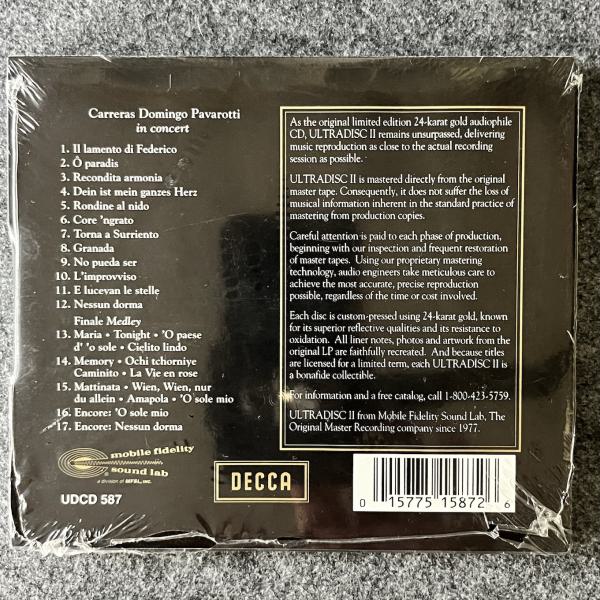 Carreras Domingo Pavarotti
in concert
1. Il lamento di Federico
2. Ô paradis
3. Recondita armonia
4. Dein ist mein ganzes Herz
5. Rondine al nido
6. Core 'ngrato
7. Torna a Surriento
8. Granada
9. No pueda ser
10. L'improvviso
11. E lucevan le stelle
12. Nessun dorma
Finale Medley
13. Maria • Tonight • 'O paese
d' 'o sole • Cielito lindo
14. Memory • Ochi tchorniye
Caminito • La Vie en rose
15. Mattinata • Wien, Wien, nur
du allein • Amapola • 'O sole mio
16. Encore: 'O sole mio
17. Encore: Nessun dorma
mobile fidelity
sound lab
a division of MFSL, INC.
UDCD 587
DECCA
As the original limited edition 24-karat gold audiophile
CD, ULTRADISC II remains unsurpassed, delivering
music reproduction as close to the actual recording
session as possible.
ULTRADISC II is mastered directly from the original
master tape. Consequently, it does not suffer the loss of
musical information inherent in the standard practice of
mastering from production copies.
Careful attention is paid to each phase of production,
beginning with our inspection and frequent restoration
of master tapes. Using our proprietary mastering
technology, audio engineers take meticulous care to
achieve the most accurate, precise reproduction
possible, regardless of the time or cost involved.
Each disc is custom-pressed using 24-karat gold, known
for its superior reflective qualities and its resistance to
oxidation. All liner notes, photos and artwork from the
original LP are faithfully recreated. And because titles
are licensed for a limited term, each ULTRADISC II is
a bonafide collectible.
For information and a free catalog, call 1-800-423-5759.
ULTRADISC II from Mobile Fidelity Sound Lab, The
Original Master Recording company since 1977.
0 15775 15872 6